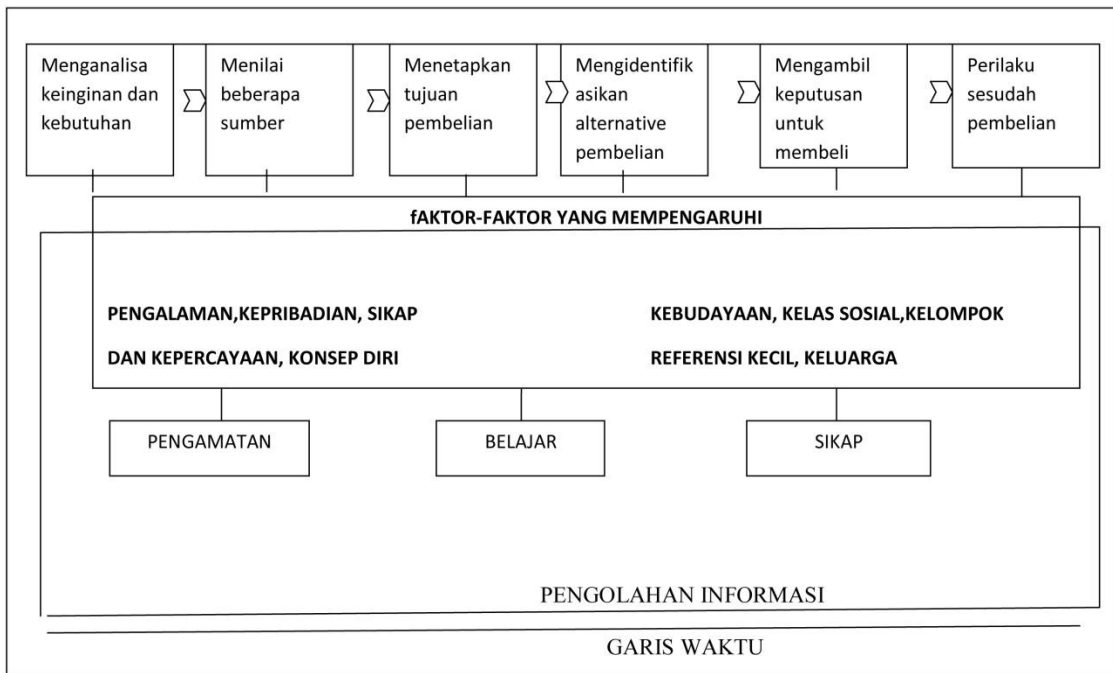 Menganalisa
keinginan dan
kebutuhan
Menilai
beberapa
sumber
Menetapkan
tujuan
pembelian
Mengidentifik
asikan
alternative
pembelian
Mengambil
keputusan
untuk
membeli
Perilaku
sesudah
pembelian
fAKTOR-FAKTOR YANG MEMPENGARUHI
PENGALAMAN,KEPRIBADIAN, SIKAP
DAN KEPERCAYAAN, KONSEP DIRI
KEBUDAYAAN, KELAS SOSIAL,KELOMPOK
REFERENSI KECIL, KELUARGA
PENGAMATAN
BELAJAR
SIKAP
PENGOLAHAN INFORMASI
GARIS WAKTU